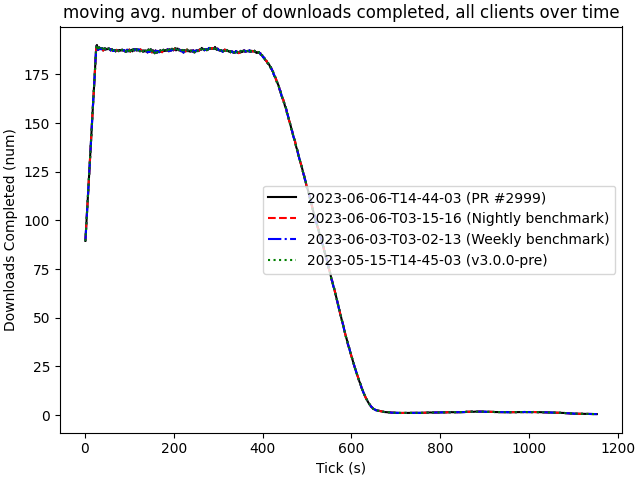 moving avg. number of downloads completed, all clients over time
Downloads Completed (num)
175
150
125
100
75
50
25
0
2023-06-06-T14-44-03 (PR #2999)
2023-06-06-T03-15-16 (Nightly benchmark)
2023-06-03-T03-02-13 (Weekly benchmark)
2023-05-15-T14-45-03 (v3.0.0-pre)
0 200 400 600 800 1000 1200
Tick (s)